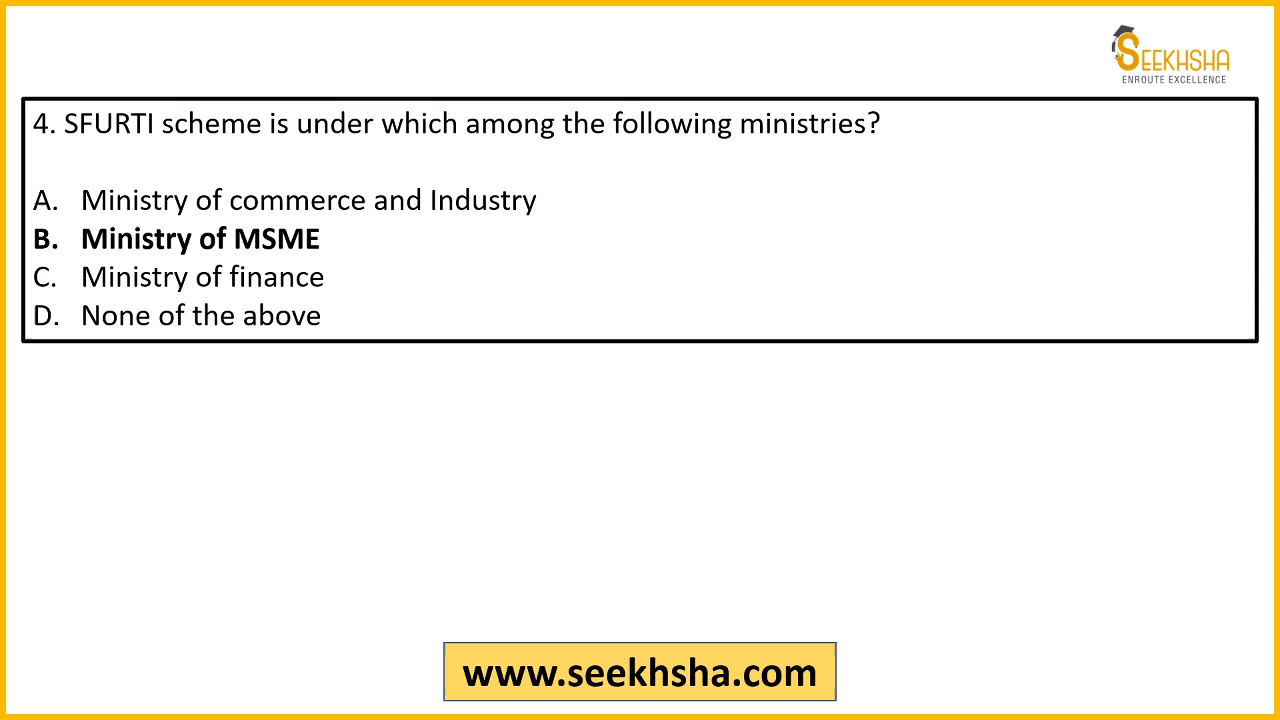 SEEKHSHA
ENROUTE EXCELLENCE
4. SFURTI scheme is under which among the following ministries?
A. Ministry of commerce and Industry
B. Ministry of MSME
C. Ministry of finance
D. None of the above
www.seekhsha.com